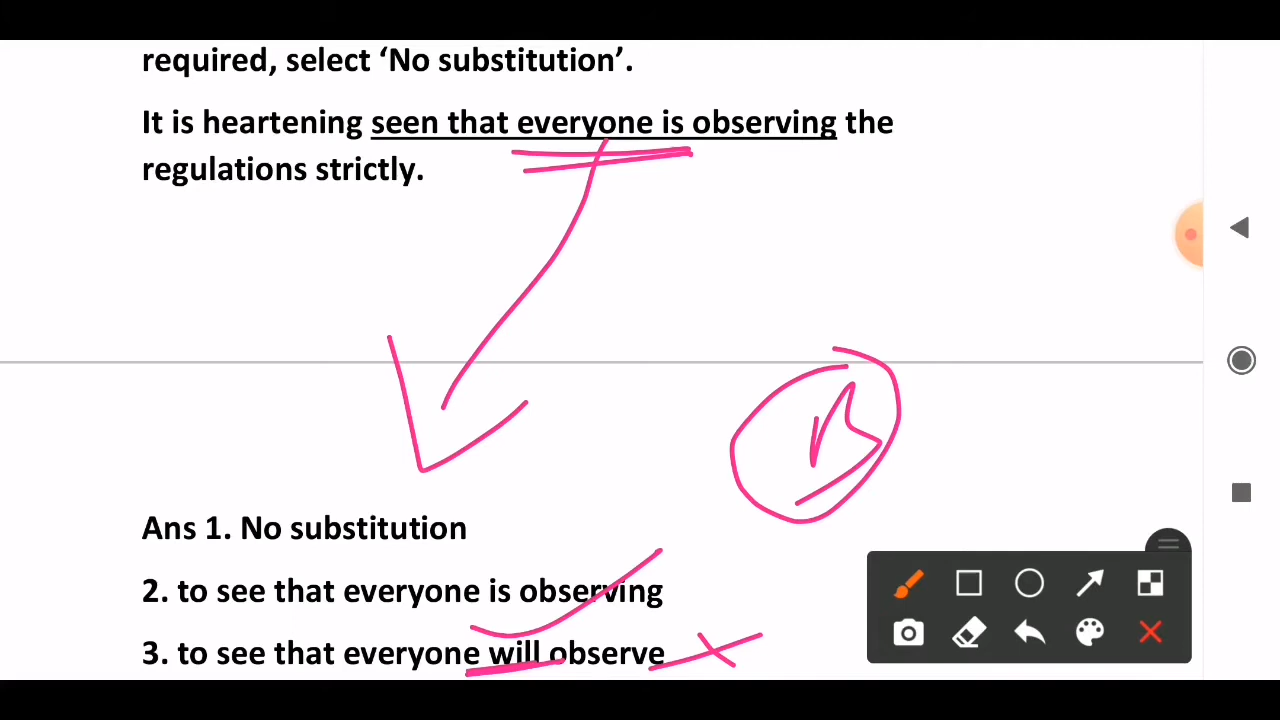 required, select ‘No substitution’.
It is heartening seen that everyone is observing the
regulations strictly.
Ans 1. No substitution
2. to see that everyone is observing
3. to see that everyone will observe